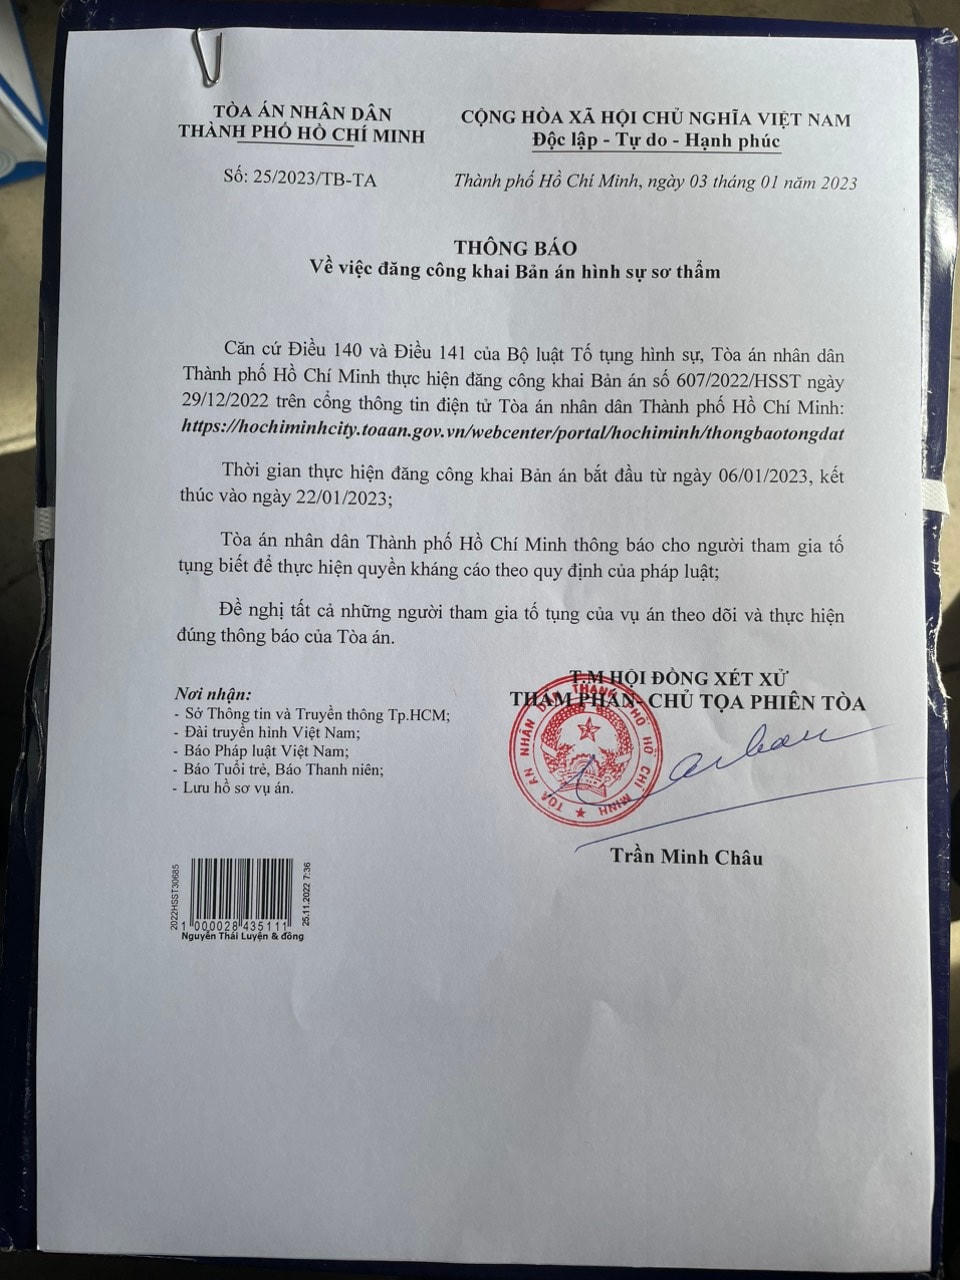 TÒA ÁN NHÂN DÂN
THÀNH PHỐ HỒ CHÍ MINH
Số: 25/2023/TB-TA
CỘNG HÒA XÃ HỘI CHỦ NGHĨA VIỆT NAM
Độc lập - Tự do - Hạnh phúc
Thành phố Hồ Chí Minh, ngày 03 tháng 01 năm 2023
THÔNG BÁO
Về việc đăng công khai Bản án hình sự sơ thẩm
Căn cứ Điều 140 và Điều 141 của Bộ luật Tố tụng hình sự, Tòa án nhân dân
Thành phố Hồ Chí Minh thực hiện đăng công khai Bản án số 607/2022/HSST ngày
29/12/2022 trên cổng thông tin điện tử Tòa án nhân dân Thành phố Hồ Chí Minh:
https://hochiminhcity.toaan.gov.vn/webcenter/portal/hochiminh/thongbaotongdat
Thời gian thực hiện đăng công khai Bản án bắt đầu từ ngày 06/01/2023, kết
thúc vào ngày 22/01/2023;
Tòa án nhân dân Thành phố Hồ Chí Minh thông báo cho người tham gia tố
tụng biết để thực hiện quyền kháng cáo theo quy định của pháp luật;
Đề nghị tất cả những người tham gia tố tụng của vụ án theo dõi và thực hiện
đúng thông báo của Tòa án.
Nơi nhận:
- Sở Thông tin và Truyền thông Tp.HCM;
- Đài truyền hình Việt Nam;
- Báo Pháp luật Việt Nam;
- Báo Tuổi trẻ, Báo Thanh niên;
- Lưu hồ sơ vụ án.
T.M HỘI ĐỒNG XÉT XỬ
THẨM PHÁN- CHỦ TỌA PHIÊN TÒA
TOÀ ÁN NHÂN DÂN THÀNH PHỐ HỒ CHÍ MINH
Trần Minh Châu
2022HSST30685
25.11.2022 7:36
1 000028 435111
Nguyễn Thái Luyện & đồng